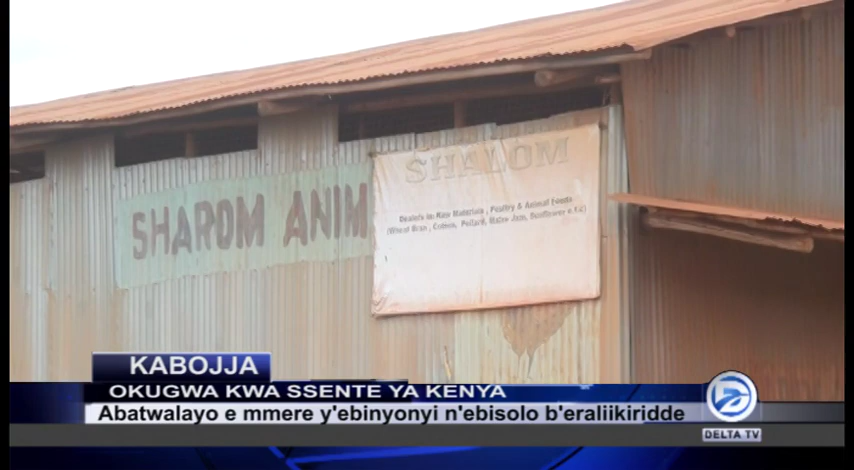 SHALOM
SHAROM ANIM
Dealers in: Raw Materials, Poultry & Animal Feeds
(Wheat Bran, Cotton, Pollard, Maize Jam, Sunflower e.t.c)
KABOJJA
OKUGWA KWA SSENTE YA KENYA
Abatwalayo e mmere y'ebinyonyi n'ebisolo b'eraliikiridde
DELTA TV